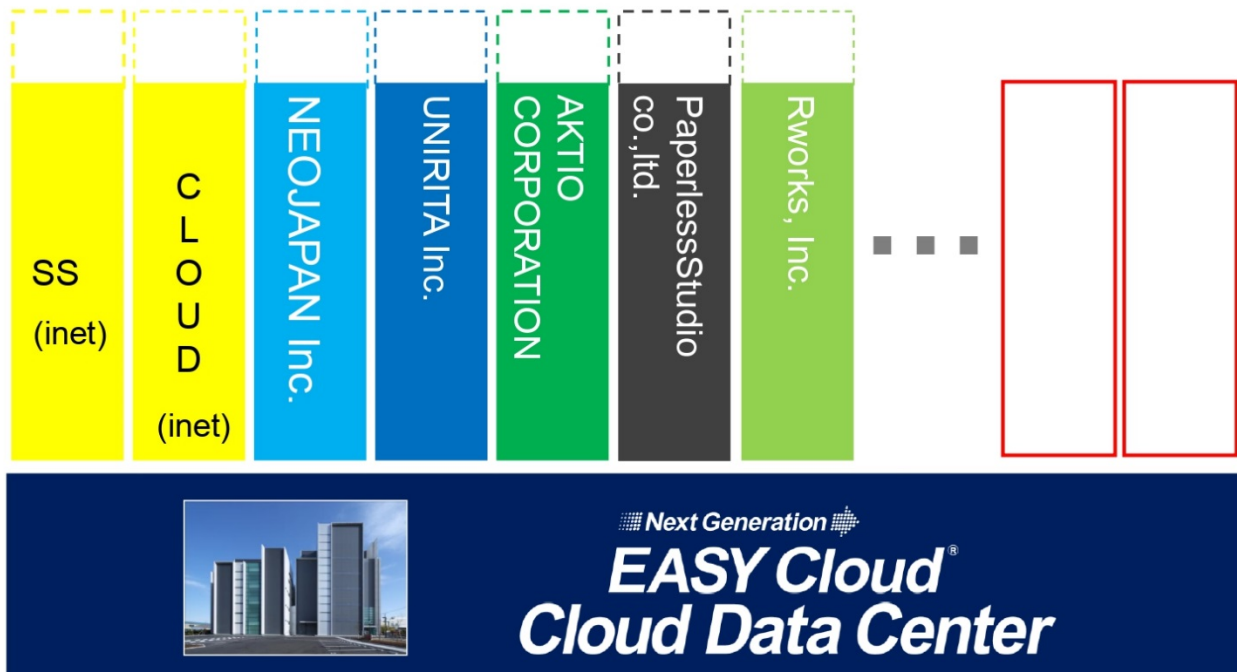 SS
(inet)
C
L
O
U
D
(inet)
NEOJAPAN Inc.
UNIRITA Inc.
AKTIO
CORPORATION
PaperlessStudio
co.,ltd.
Rworks, Inc.
Next Generation
EASY Cloud®
Cloud Data Center